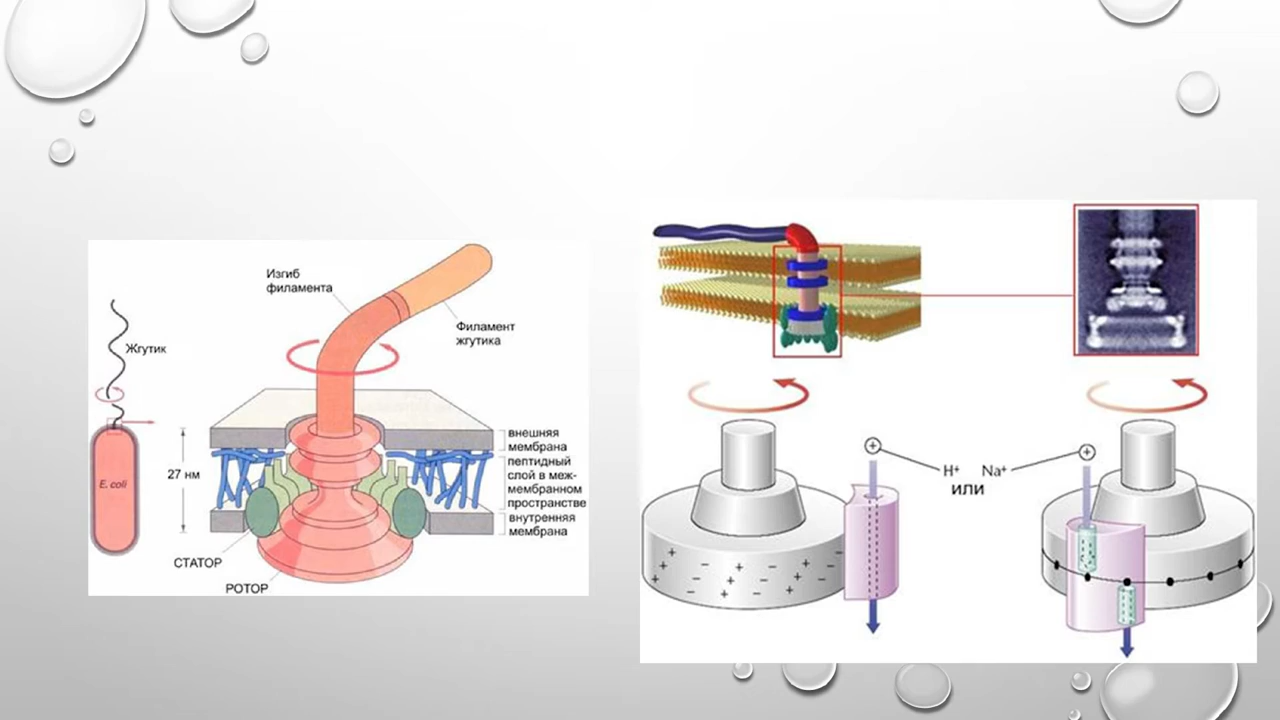 Изгиб
филамента
Филамент
жгутика
Жгутик
внешняя
мембрана
27 нм
пептидный
слой в меж-
мембранном
пространстве
E. coli
внутренняя
мембрана
СТАТОР
РОТОР
H⁺ Na⁺
или